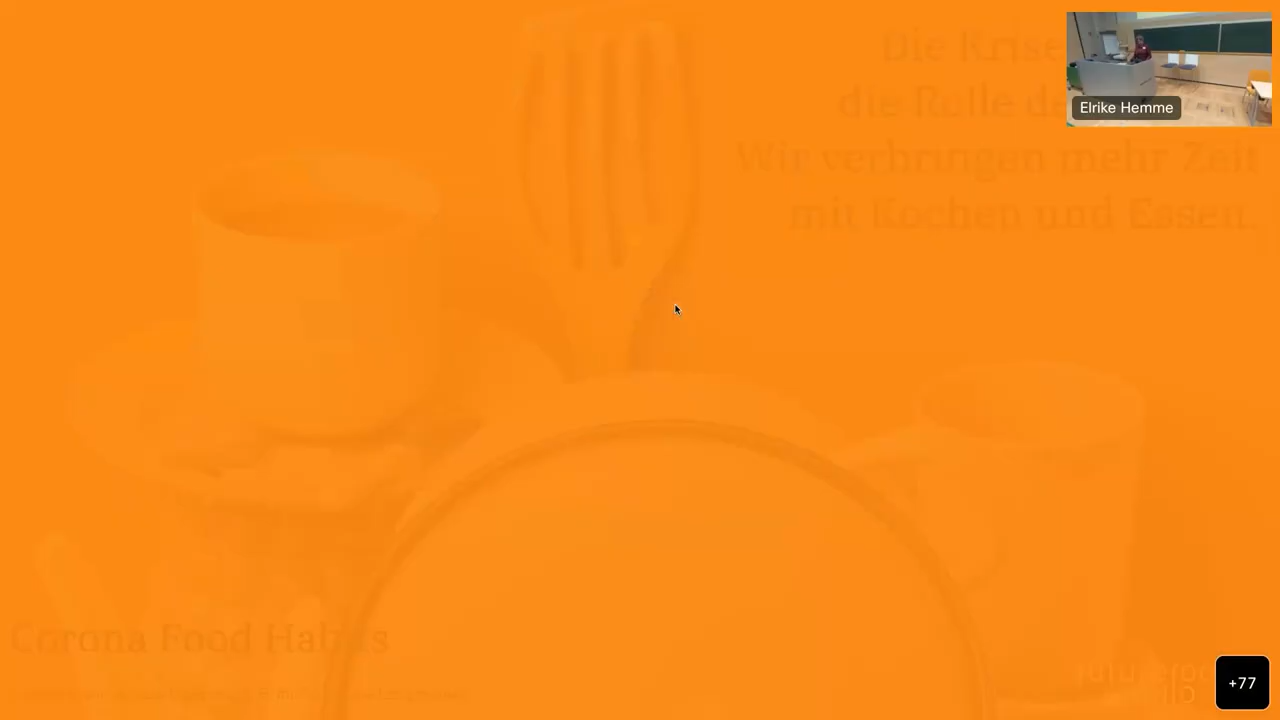 Die Krise
die Rolle de
Wir verbringen mehr Zeit
mit Kochen und Essen.
Elrike Hemme
Corona Food Habits
+77